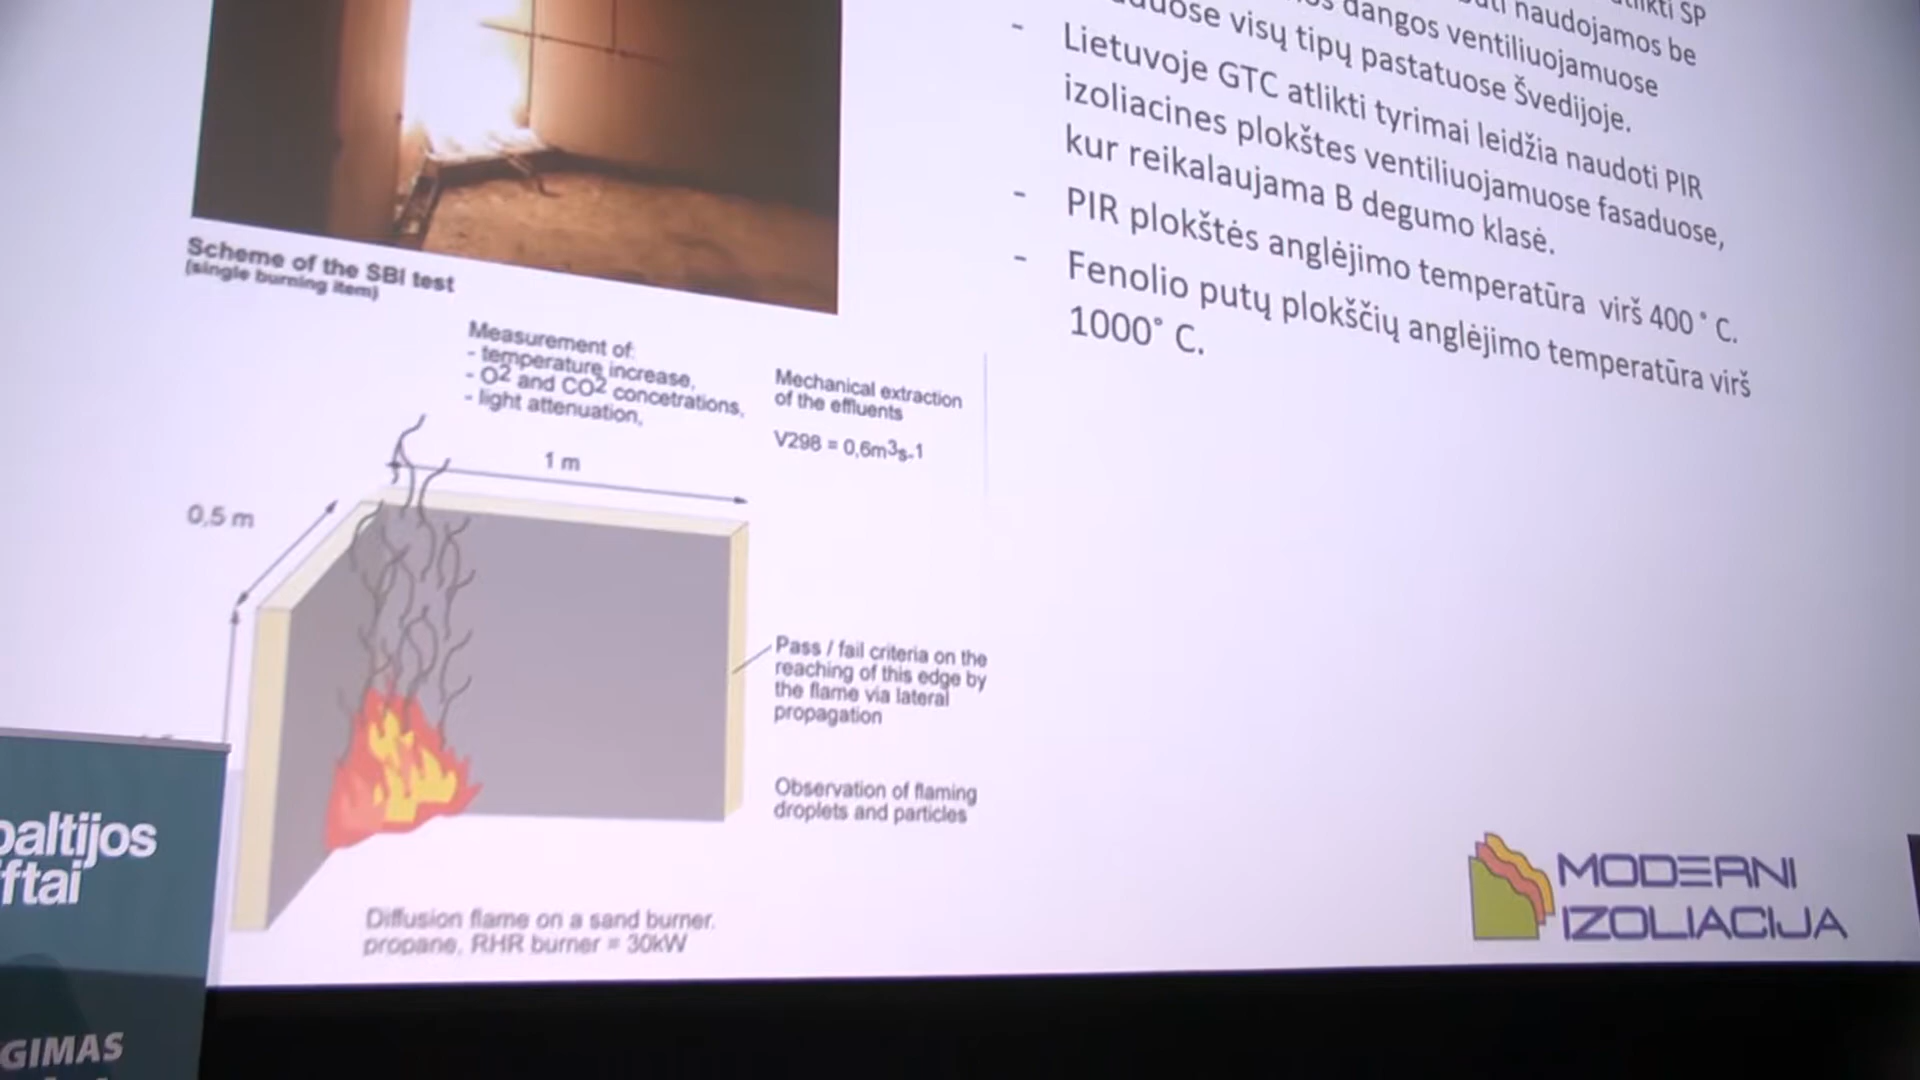 Scheme of the SBI test
(single burning item)
Measurement of:
- temperature increase,
- O2 and CO2 concetrations,
- light attenuation,
Mechanical extraction
of the effluents
V298 = 0,6m3s-1
1 m
0,5 m
Pass / fail criteria on the
reaching of this edge by
the flame via lateral
propagation
Observation of flaming
droplets and particles
Diffusion flame on a sand burner.
propane, RHR burner = 30kW
SP
naudojamos be
dangos ventiliuojamuose
visų tipų pastatuose Švedijoje.
- Lietuvoje GTC atlikti tyrimai leidžia naudoti PIR
izoliacines plokštes ventiliuojamuose fasaduose,
kur reikalaujama B degumo klasė.
- PIR plokštės anglėjimo temperatūra virš 400˚ C.
- Fenolio putų plokščių anglėjimo temperatūra virš
1000˚ C.
MODERNI
IZOLIACIJA
baltijos
GIMAS